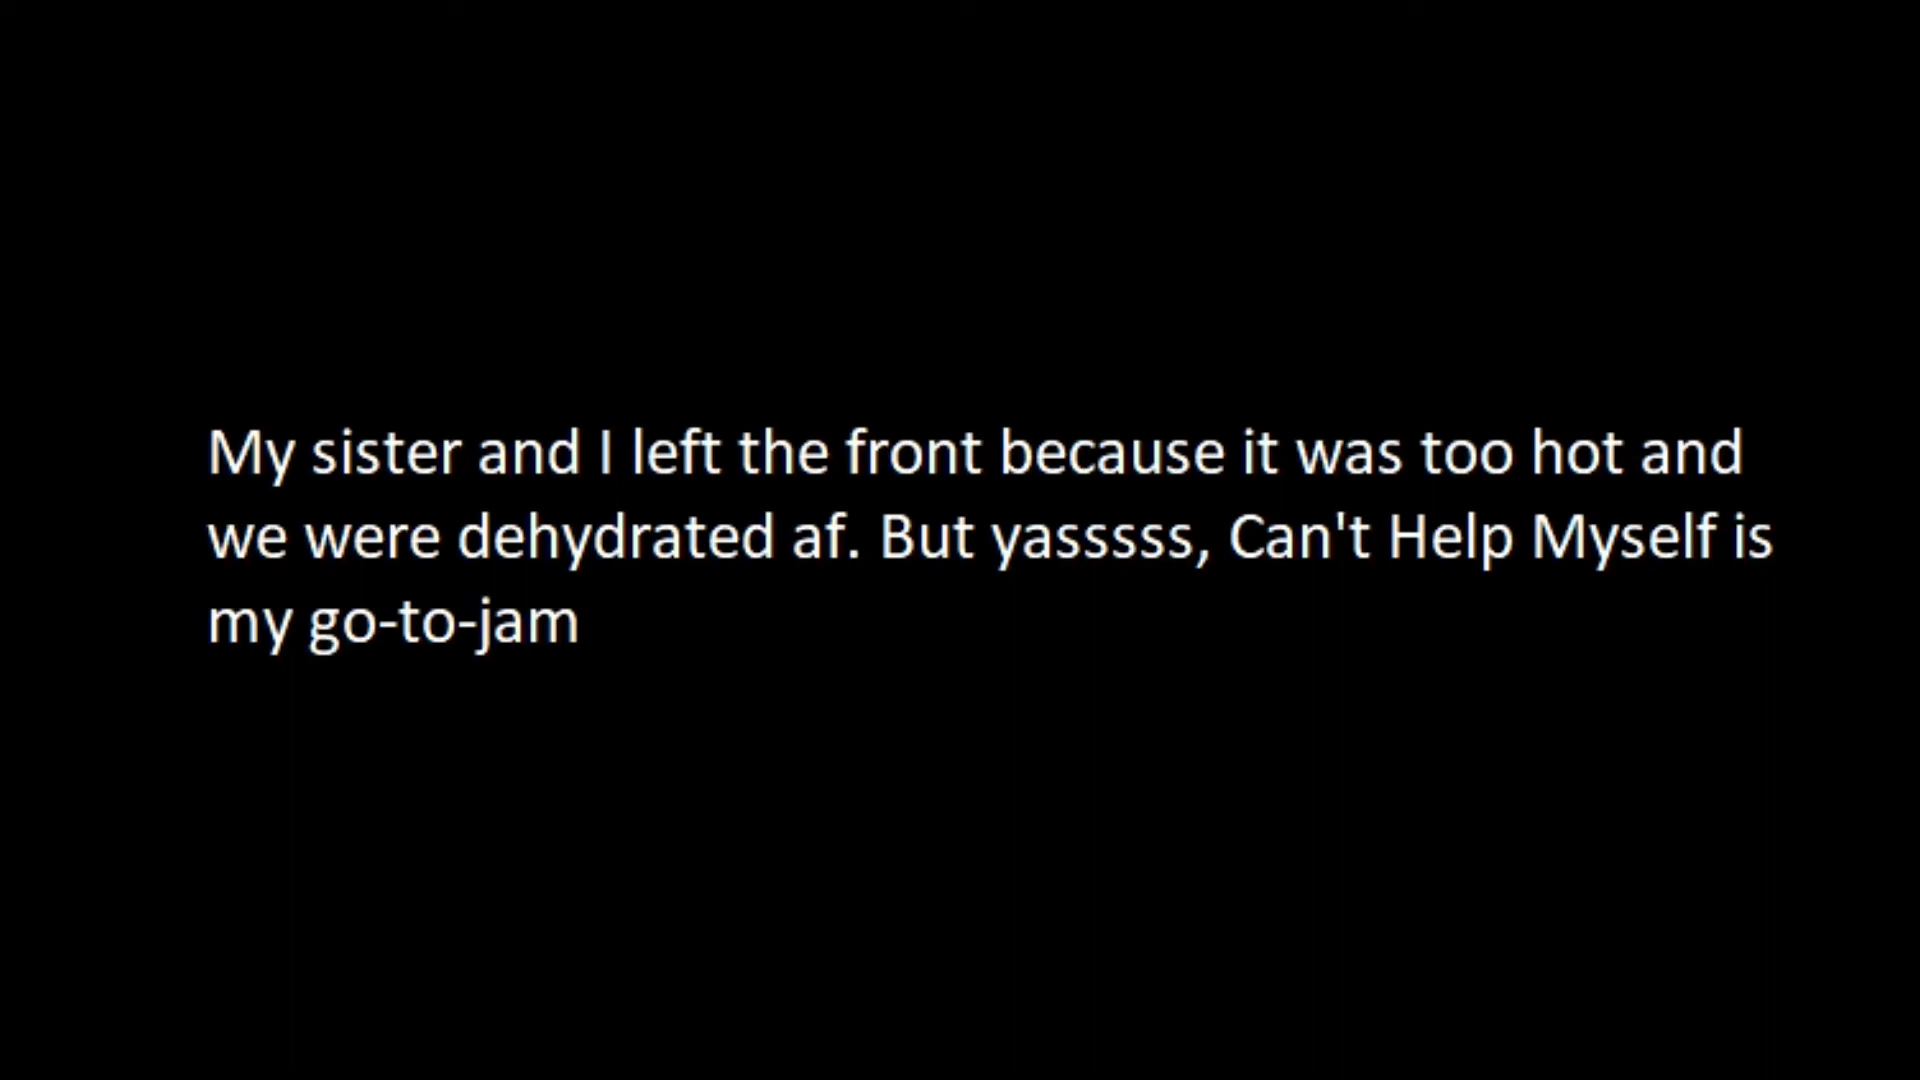 My sister and I left the front because it was too hot and
we were dehydrated af. But yasssss, Can't Help Myself is
my go-to-jam